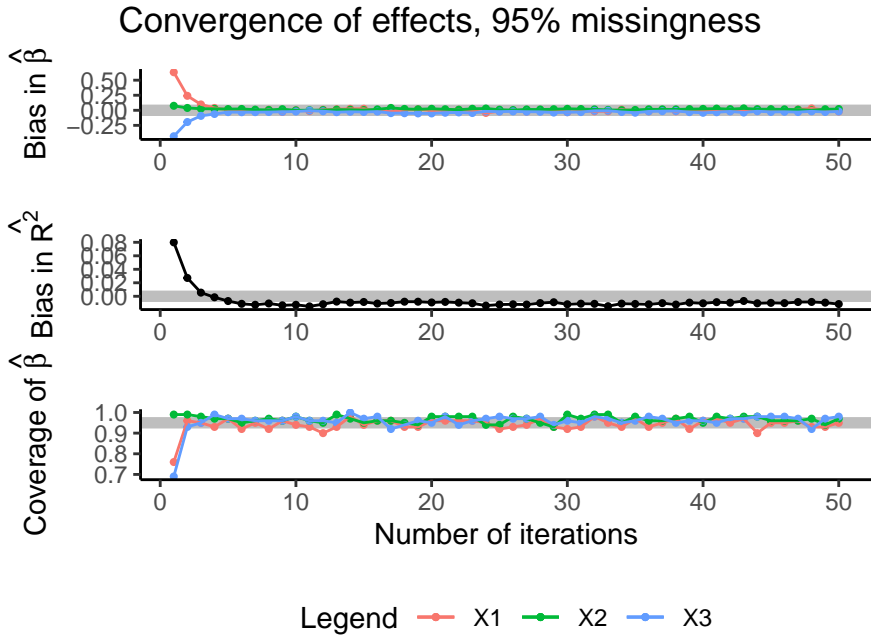 Convergence of effects, 95% missingness
Bias in β̂
0.50
0.25
0.00
−0.25
0 10 20 30 40 50
Bias in R̂²
0.08
0.06
0.04
0.02
0.00
0 10 20 30 40 50
Coverage of β̂
1.0
0.9
0.8
0.7
0 10 20 30 40 50
Number of iterations
Legend X1 X2 X3